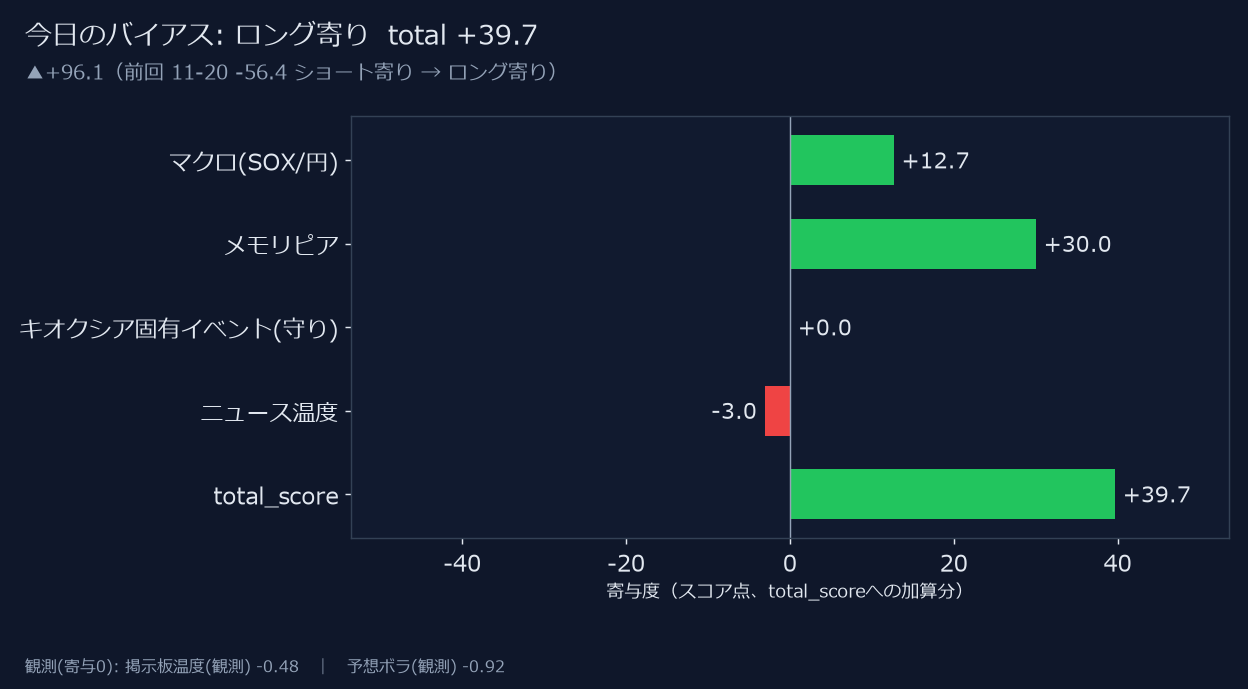 今日のバイアス: ロング寄り  total +39.7
▲+96.1（前回 11-20 -56.4 ショート寄り → ロング寄り）
マクロ(SOX/円)
+12.7
メモリピア
+30.0
キオクシア固有イベント(守り)
+0.0
ニュース温度
-3.0
total_score
+39.7
-40
-20
0
20
40
寄与度（スコア点、total_scoreへの加算分）
観測(寄与0): 掲示板温度(観測) -0.48 ｜ 予想ボラ(観測) -0.92